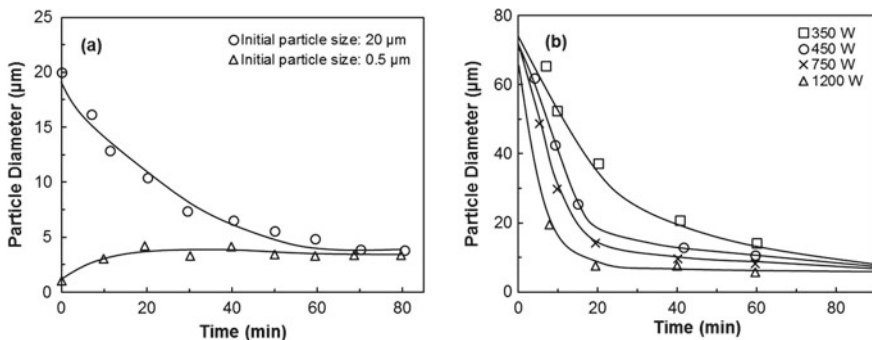 (a)
Initial particle size: 20 µm
Initial particle size: 0.5 µm
25
20
15
10
5
0
0 20 40 60 80
Particle Diameter (µm)
Time (min)
(b)
350 W
450 W
750 W
1200 W
80
60
40
20
0
0 20 40 60 80
Particle Diameter (µm)
Time (min)